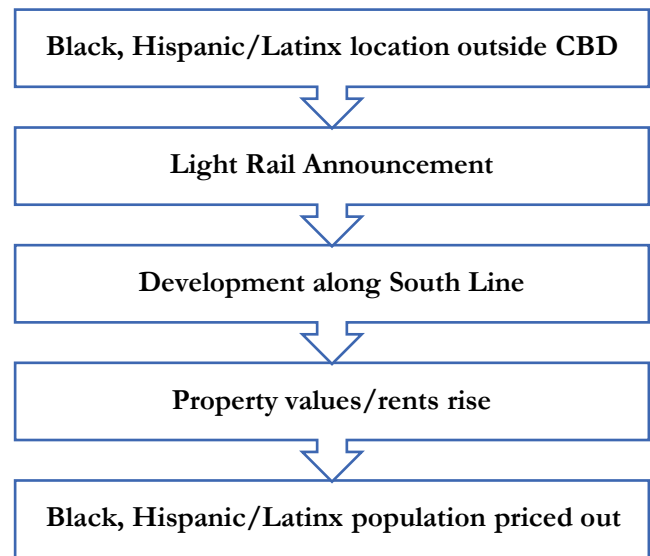 Black, Hispanic/Latinx location outside CBD
Light Rail Announcement
Development along South Line
Property values/rents rise
Black, Hispanic/Latinx population priced out